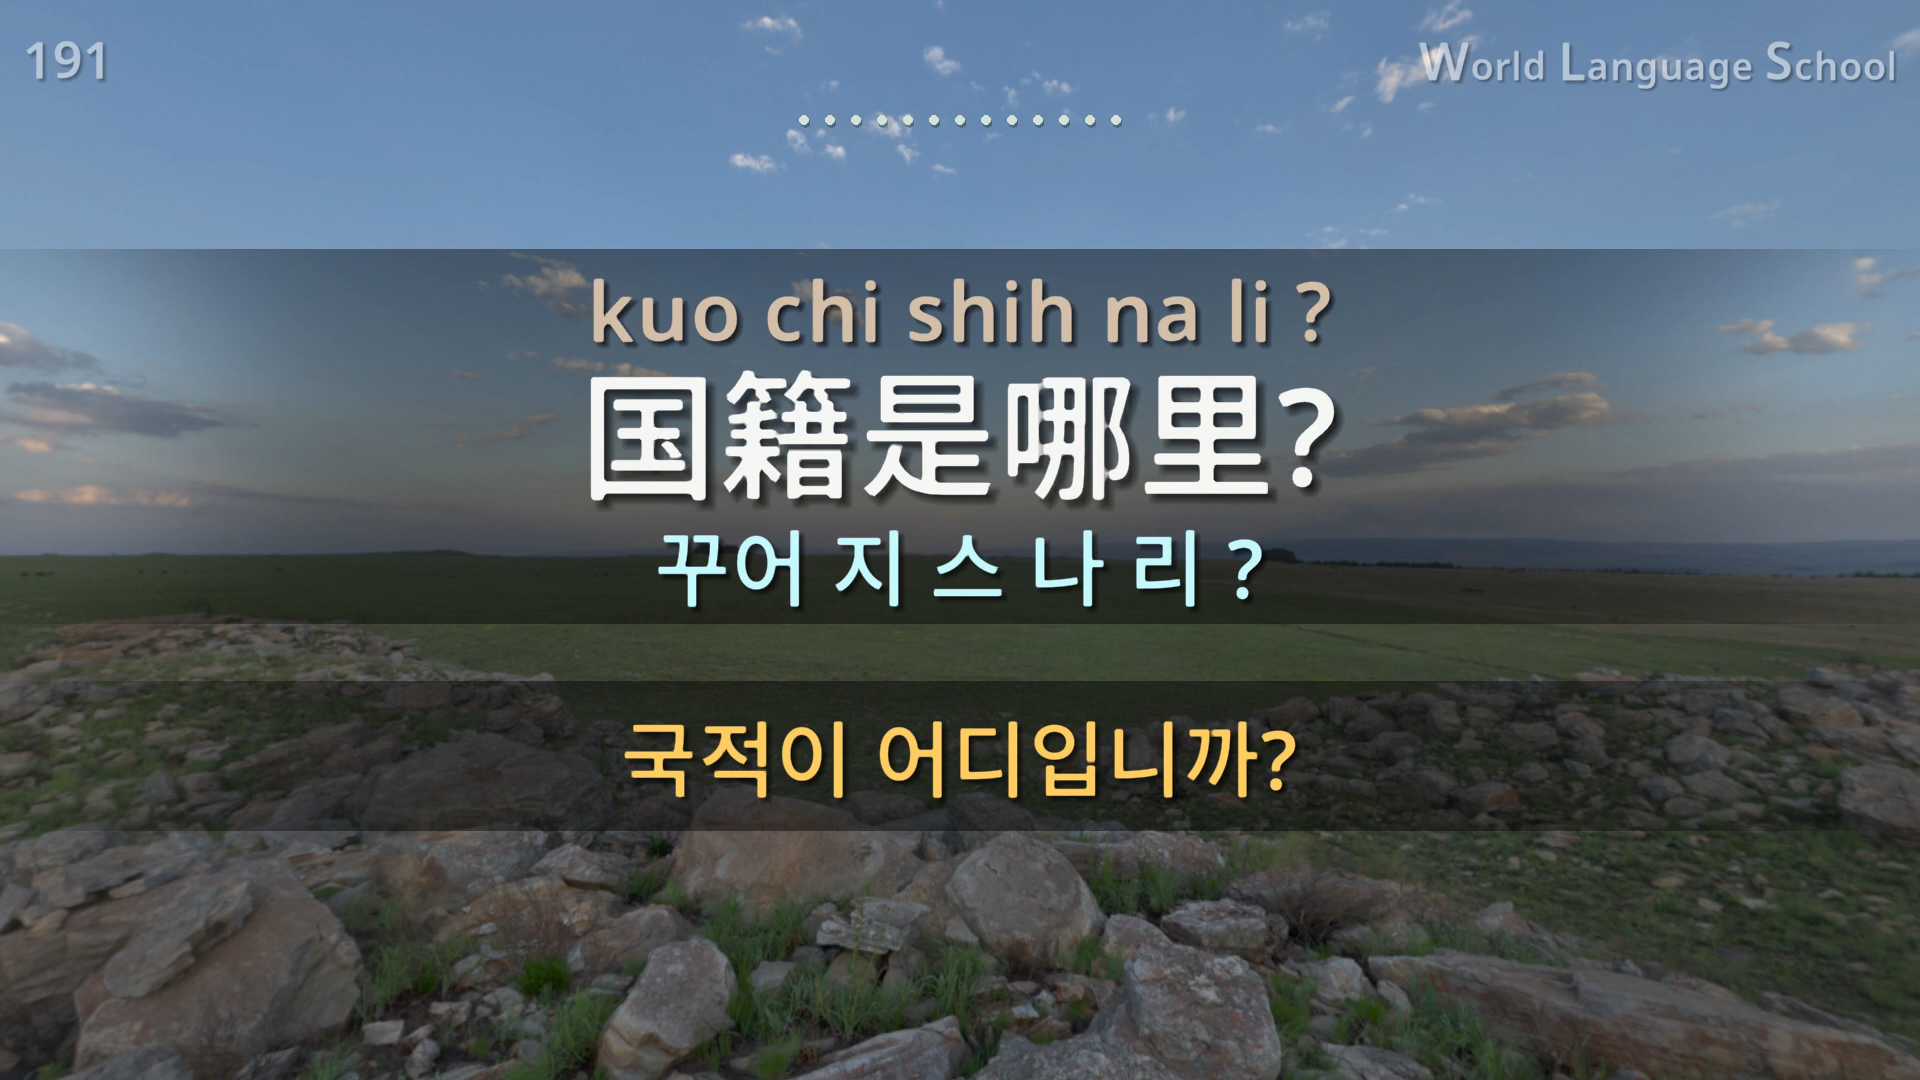 191
World Language School
kuo chi shih na li ?
国籍是哪里?
꾸어 지 스 나 리 ?
국적이 어디입니까?